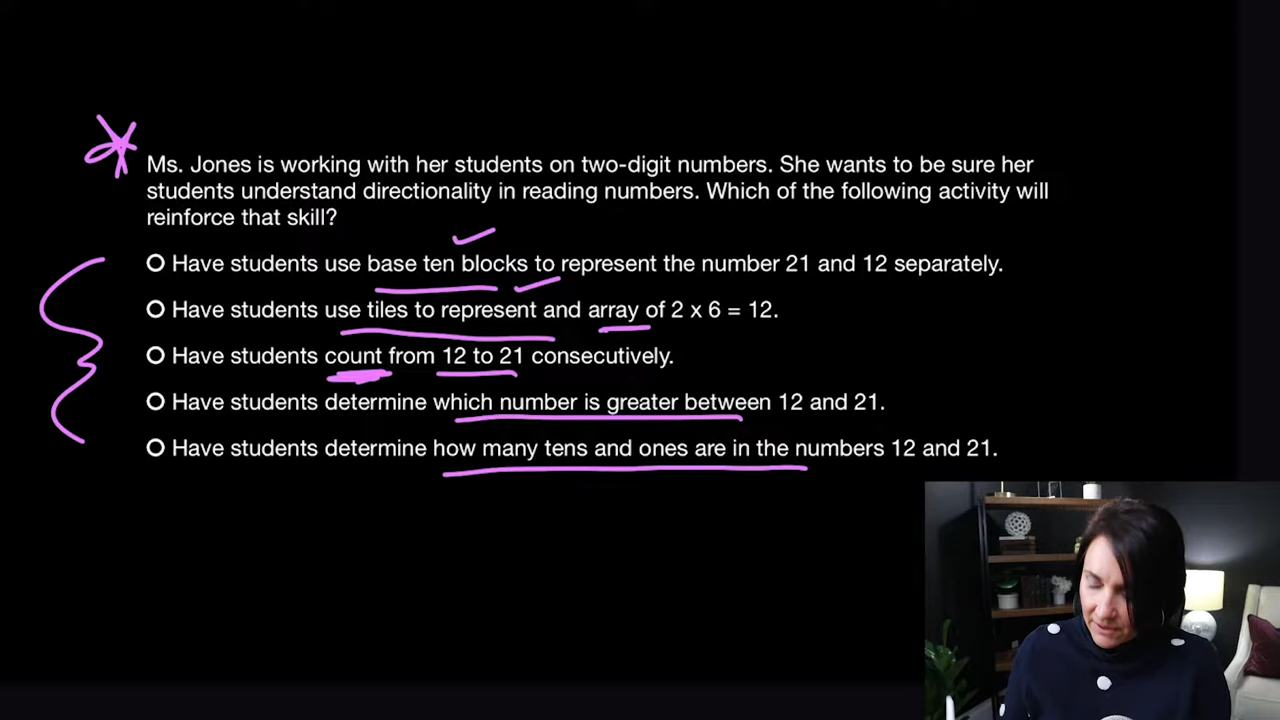 Ms. Jones is working with her students on two-digit numbers. She wants to be sure her
students understand directionality in reading numbers. Which of the following activity will
reinforce that skill?
Have students use base ten blocks to represent the number 21 and 12 separately.
Have students use tiles to represent and array of 2 x 6 = 12.
Have students count from 12 to 21 consecutively.
Have students determine which number is greater between 12 and 21.
Have students determine how many tens and ones are in the numbers 12 and 21.